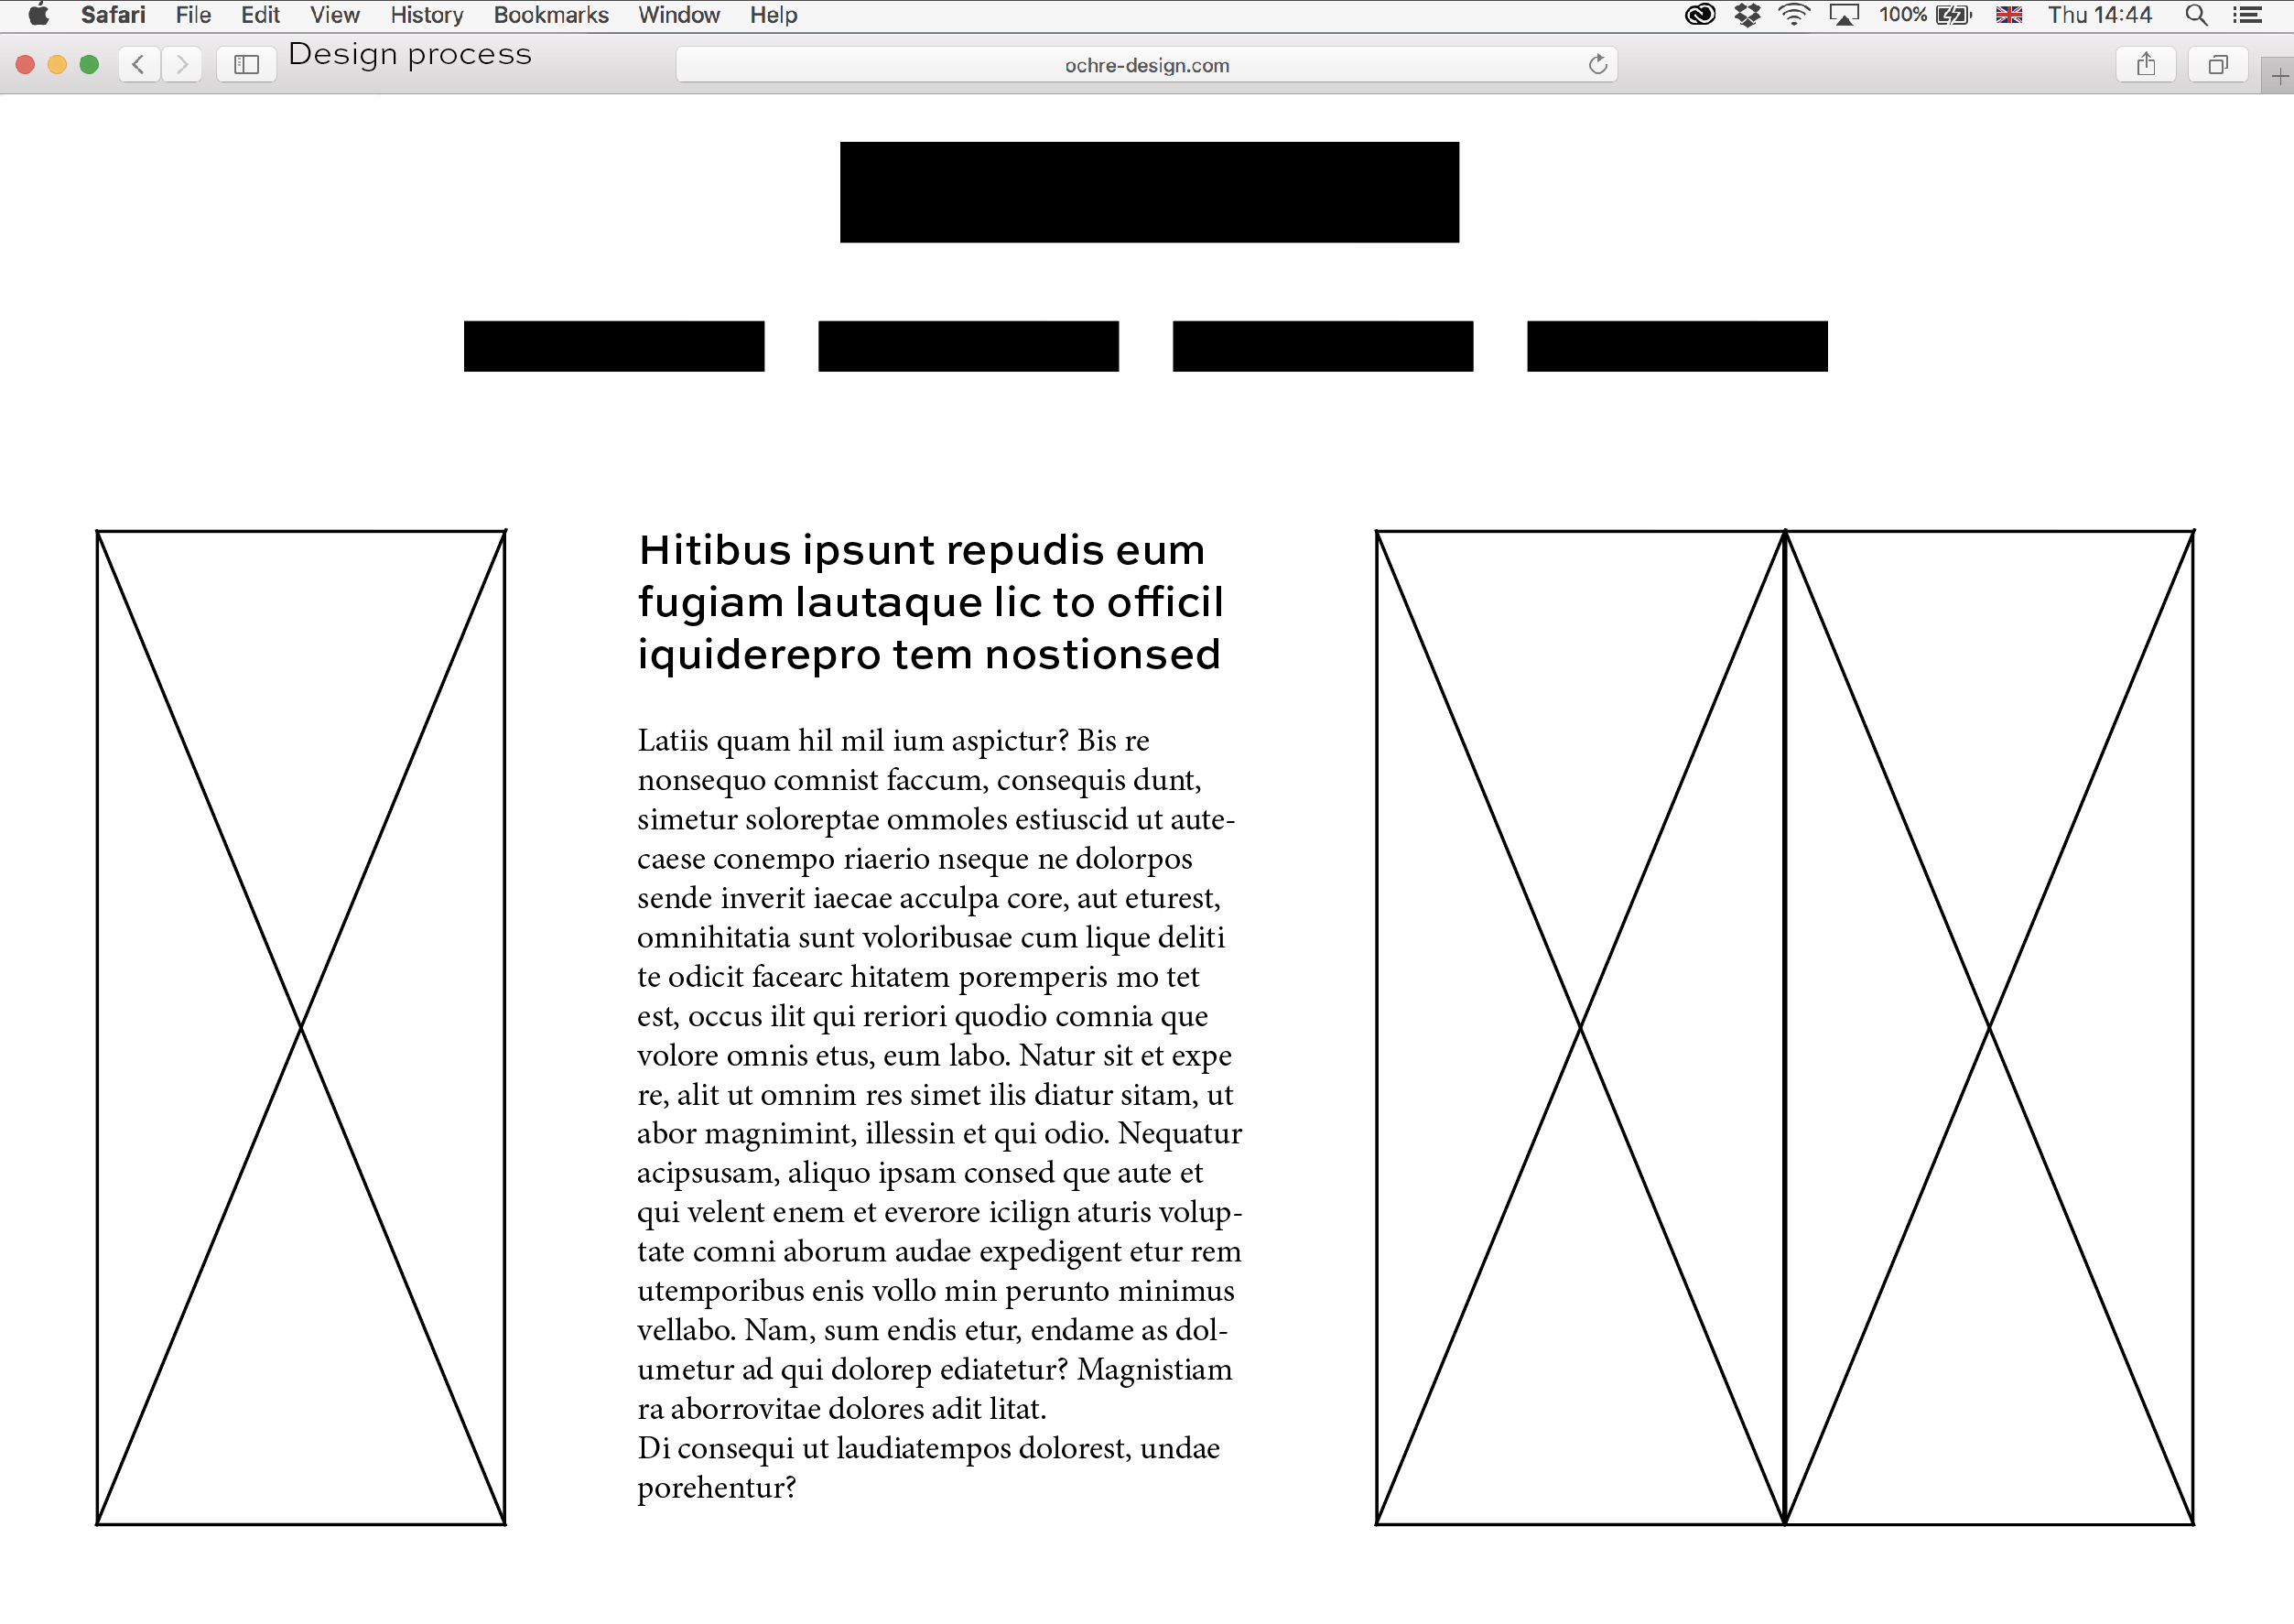 Safari File Edit View History Bookmarks Window Help 100% Thu 14:44
Design process
ochre-design.com
Hitibus ipsunt repudis eum
fugiam lautaque lic to officil
iquiderepro tem nostionsed
Latiis quam hil mil ium aspictur? Bis re
nonsequo comnist faccum, consequis dunt,
simetur soloreptae ommoles estiuscid ut aute-
caese conempo riaerio nseque ne dolorpos
sende inverit iaecae acculpa core, aut eturest,
omnihitatia sunt voloribusae cum lique deliti
te odicit facearc hitatem poremperis mo tet
est, occus ilit qui reriori quodio comnia que
volore omnis etus, eum labo. Natur sit et expe
re, alit ut omnim res simet ilis diatur sitam, ut
abor magnimint, illessin et qui odio. Nequatur
acipsusam, aliquo ipsam consed que aute et
qui velent enem et everore icilign aturis volup-
tate comni aborum audae expedigent etur rem
utemporibus enis vollo min perunto minimus
vellabo. Nam, sum endis etur, endame as dol-
umetur ad qui dolorep ediatetur? Magnistiam
ra aborrovitae dolores adit litat.
Di consequi ut laudiatempos dolorest, undae
porehentur?